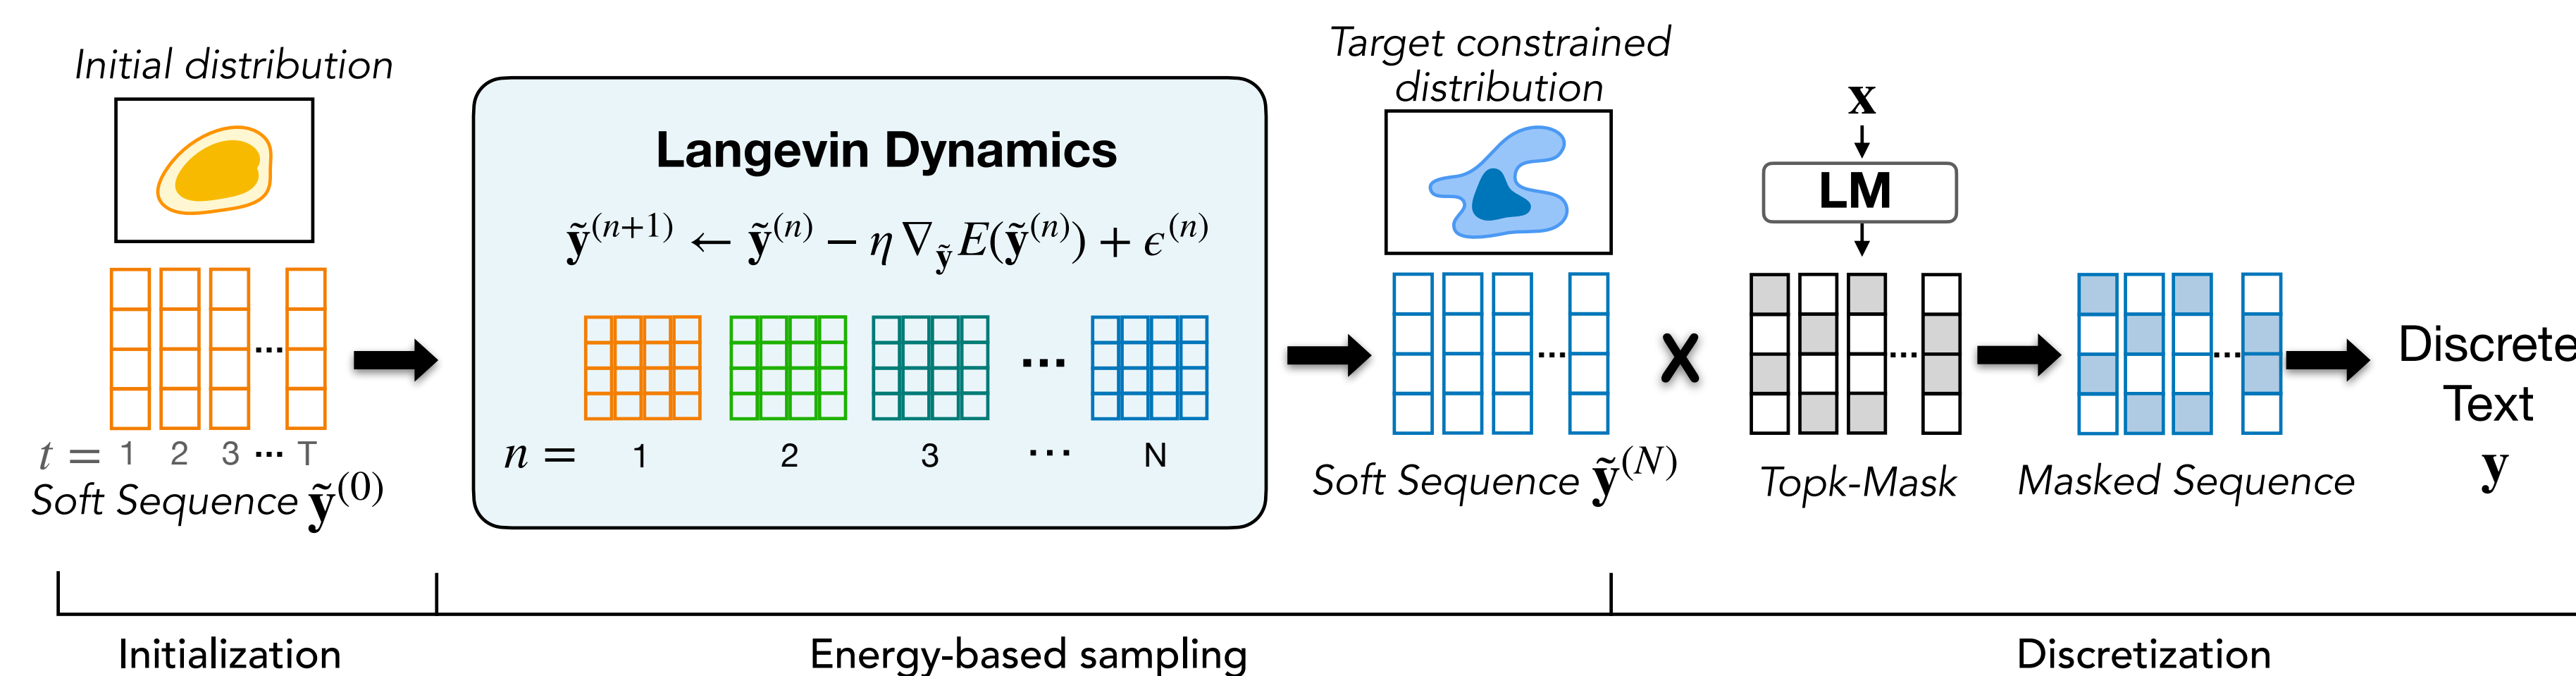 Initial distribution
t = 1 2 3 ... T
Soft Sequence ỹ⁽⁰⁾
Langevin Dynamics
ỹ⁽ⁿ⁺¹⁾ ← ỹ⁽ⁿ⁾ − η ∇_ỹ E(ỹ⁽ⁿ⁾) + ϵ⁽ⁿ⁾
...
n = 1 2 3 ... N
Target constrained
distribution
...
Soft Sequence ỹ⁽ᴺ⁾
X
x
LM
...
Topk-Mask
...
Masked Sequence
Discrete
Text
y
Initialization
Energy-based sampling
Discretization